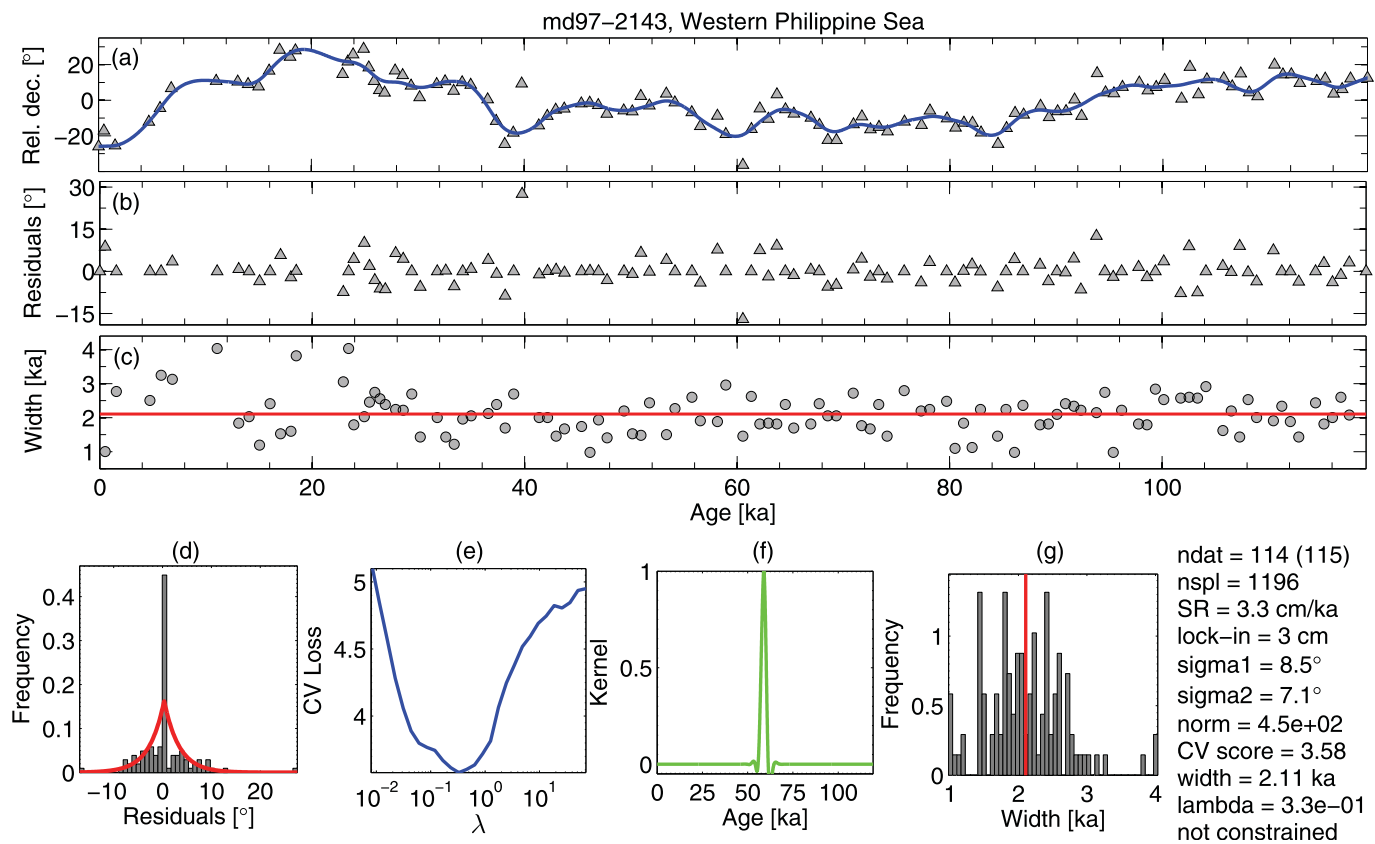 md97−2143, Western Philippine Sea
(a)
Rel. dec. [°]
20
0
−20
(b)
Residuals [°]
30
15
0
−15
(c)
Width [ka]
4
3
2
1
0 20 40 60 80 100
Age [ka]
(d)
Frequency
0.4
0.3
0.2
0.1
0
−10 0 10 20
Residuals [°]
(e)
CV Loss
5
4.5
4
10−2 10−1 100 101
λ
(f)
Kernel
1
0.5
0
0 25 50 75 100
Age [ka]
(g)
Frequency
1
0.5
0
1 2 3 4
Width [ka]
ndat = 114 (115)
nspl = 1196
SR = 3.3 cm/ka
lock−in = 3 cm
sigma1 = 8.5°
sigma2 = 7.1°
norm = 4.5e+02
CV score = 3.58
width = 2.11 ka
lambda = 3.3e−01
not constrained